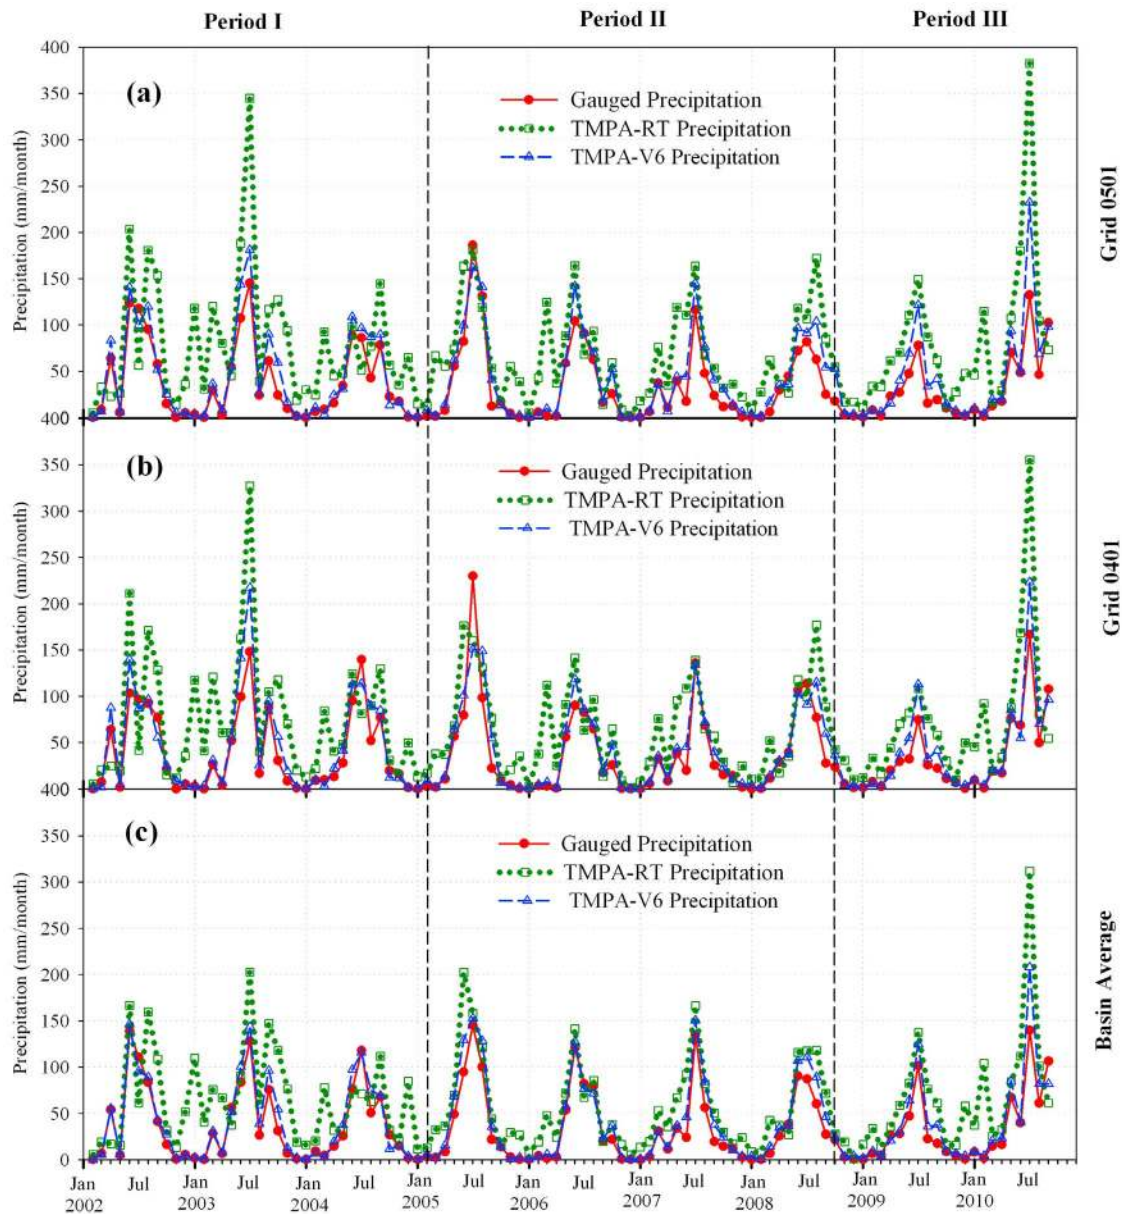 Period I Period II Period III
(a)
Gauged Precipitation
TMPA-RT Precipitation
TMPA-V6 Precipitation
Precipitation (mm/month)
400
350
300
250
200
150
100
50
Grid 0501
(b)
Gauged Precipitation
TMPA-RT Precipitation
TMPA-V6 Precipitation
Precipitation (mm/month)
400
350
300
250
200
150
100
50
Grid 0401
(c)
Gauged Precipitation
TMPA-RT Precipitation
TMPA-V6 Precipitation
Precipitation (mm/month)
400
350
300
250
200
150
100
50
0
Basin Average
Jan Jul Jan Jul Jan Jul Jan Jul Jan Jul Jan Jul Jan Jul Jan Jul Jan Jul
2002 2003 2004 2005 2006 2007 2008 2009 2010